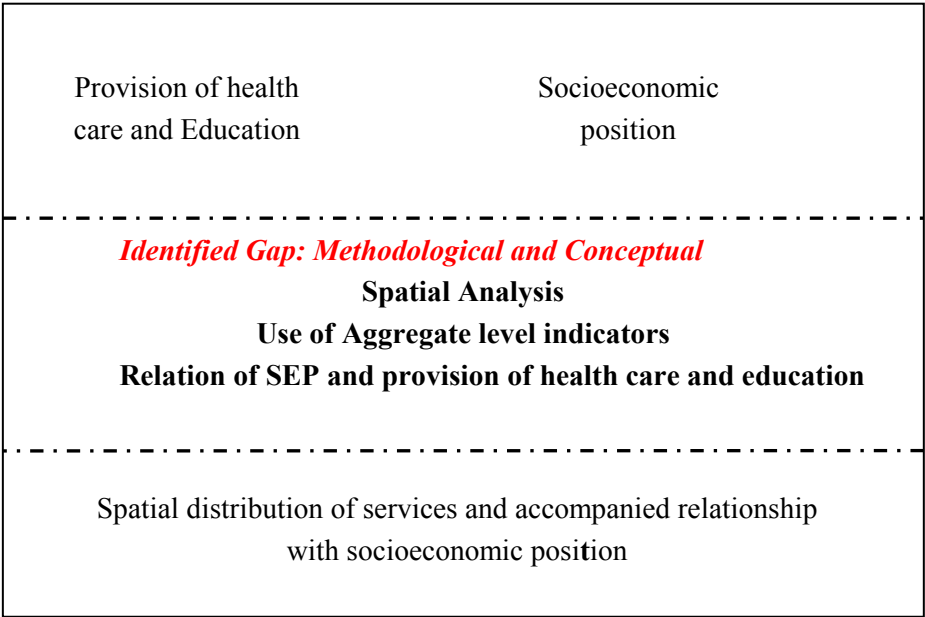 Provision of health
care and Education
Socioeconomic
position
Identified Gap: Methodological and Conceptual
Spatial Analysis
Use of Aggregate level indicators
Relation of SEP and provision of health care and education
Spatial distribution of services and accompanied relationship
with socioeconomic position